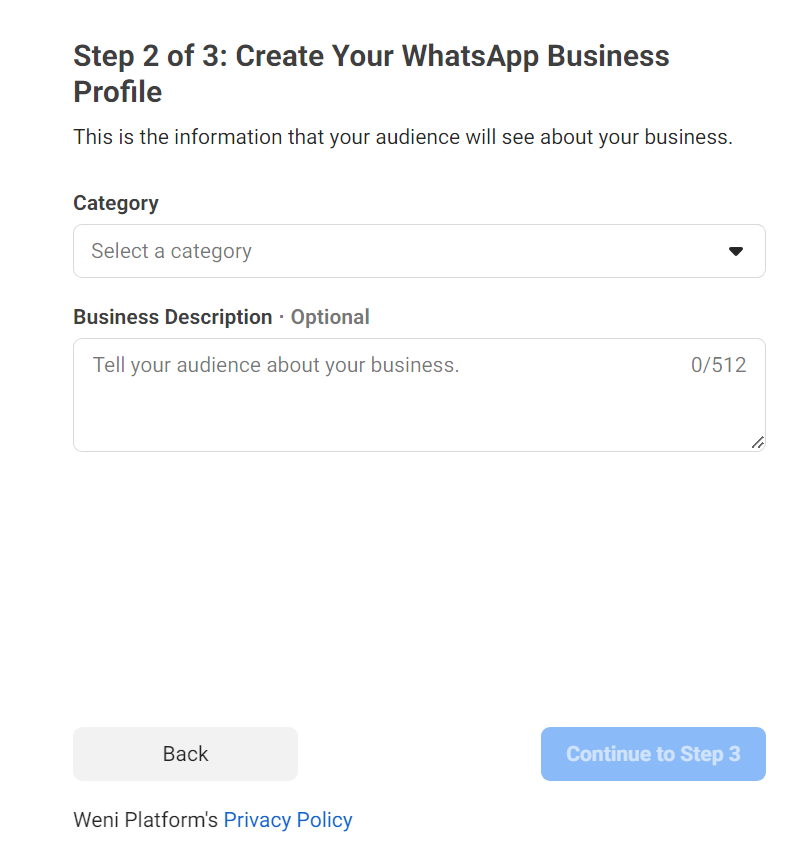 Step 2 of 3: Create Your WhatsApp Business
Profile
This is the information that your audience will see about your business.
Category
Select a category
Business Description · Optional
Tell your audience about your business. 0/512
Back Continue to Step 3
Weni Platform's Privacy Policy